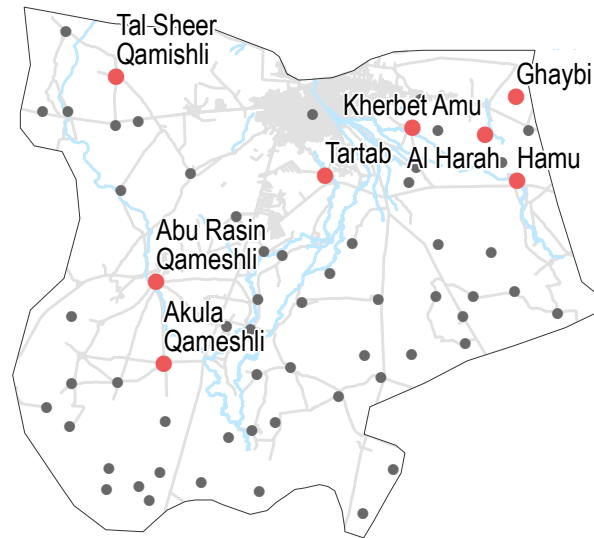 Tal Sheer
Qamishli
Ghaybi
Kherbet Amu
Tartab
Al Harah
Hamu
Abu Rasin
Qameshli
Akula
Qameshli